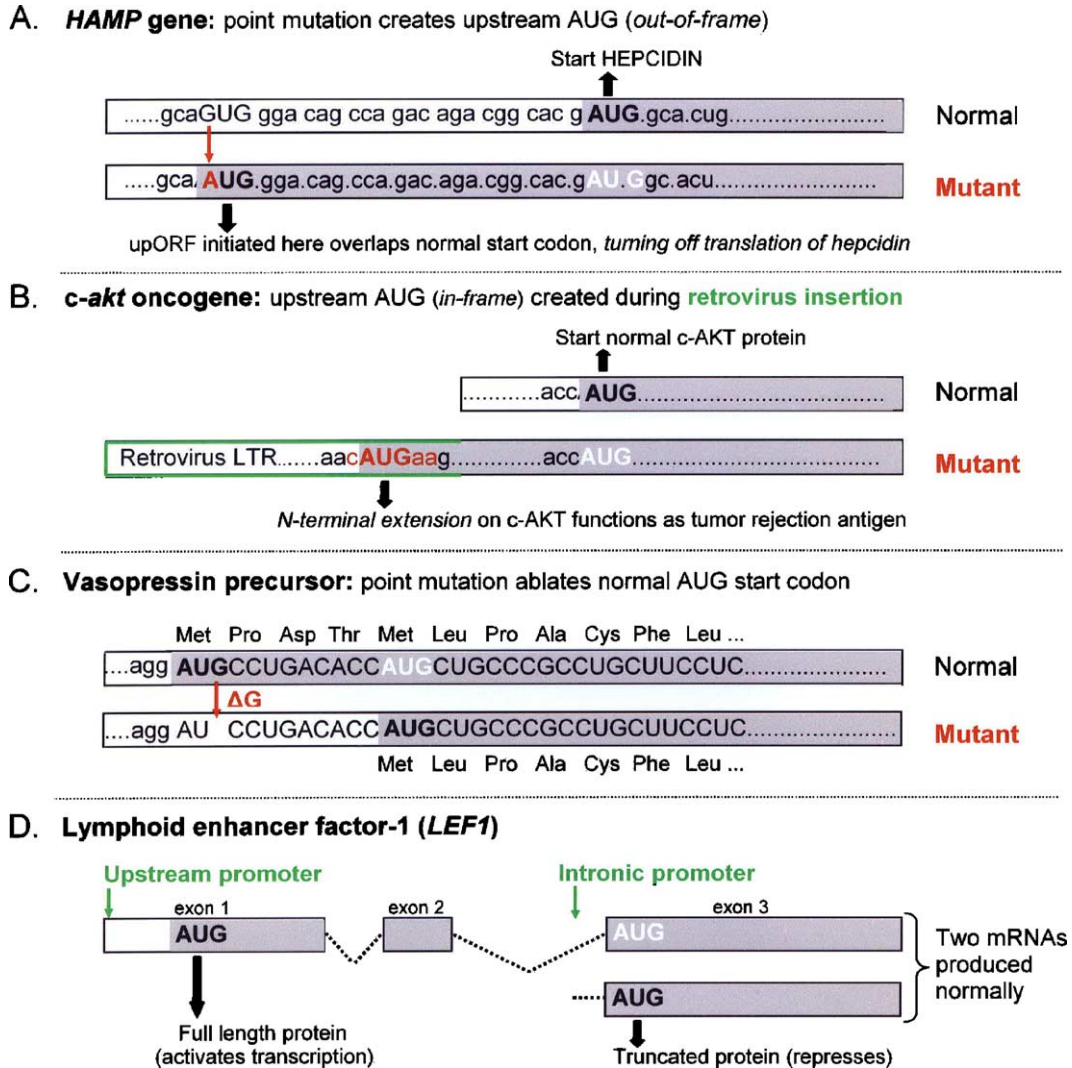 A. HAMP gene: point mutation creates upstream AUG (out-of-frame)
Start HEPCIDIN
......gcaGUG gga cag cca gac aga cgg cac gAUG.gca.cug.......................... Normal
.....gca.AUG.gga.cag.cca.gac.aga.cgg.cac.gAU.Ggc.acu.......................... Mutant
upORF initiated here overlaps normal start codon, turning off translation of hepcidin
B. c-akt oncogene: upstream AUG (in-frame) created during retrovirus insertion
Start normal c-AKT protein
............acc.AUG....................................... Normal
Retrovirus LTR.......aacAUGaag.............accAUG....................................... Mutant
N-terminal extension on c-AKT functions as tumor rejection antigen
C. Vasopressin precursor: point mutation ablates normal AUG start codon
Met Pro Asp Thr Met Leu Pro Ala Cys Phe Leu ...
....agg AUGCCUGACACCAUGCUGCCCGCCUGCUUCCUC...................... Normal
ΔG
....agg AU CCUGACACCAUGCUGCCCGCCUGCUUCCUC...................... Mutant
Met Leu Pro Ala Cys Phe Leu ...
D. Lymphoid enhancer factor-1 (LEF1)
Upstream promoter Intronic promoter
exon 1 exon 2 exon 3
AUG AUG
Two mRNAs
produced
normally
AUG
Full length protein
(activates transcription)
Truncated protein (represses)